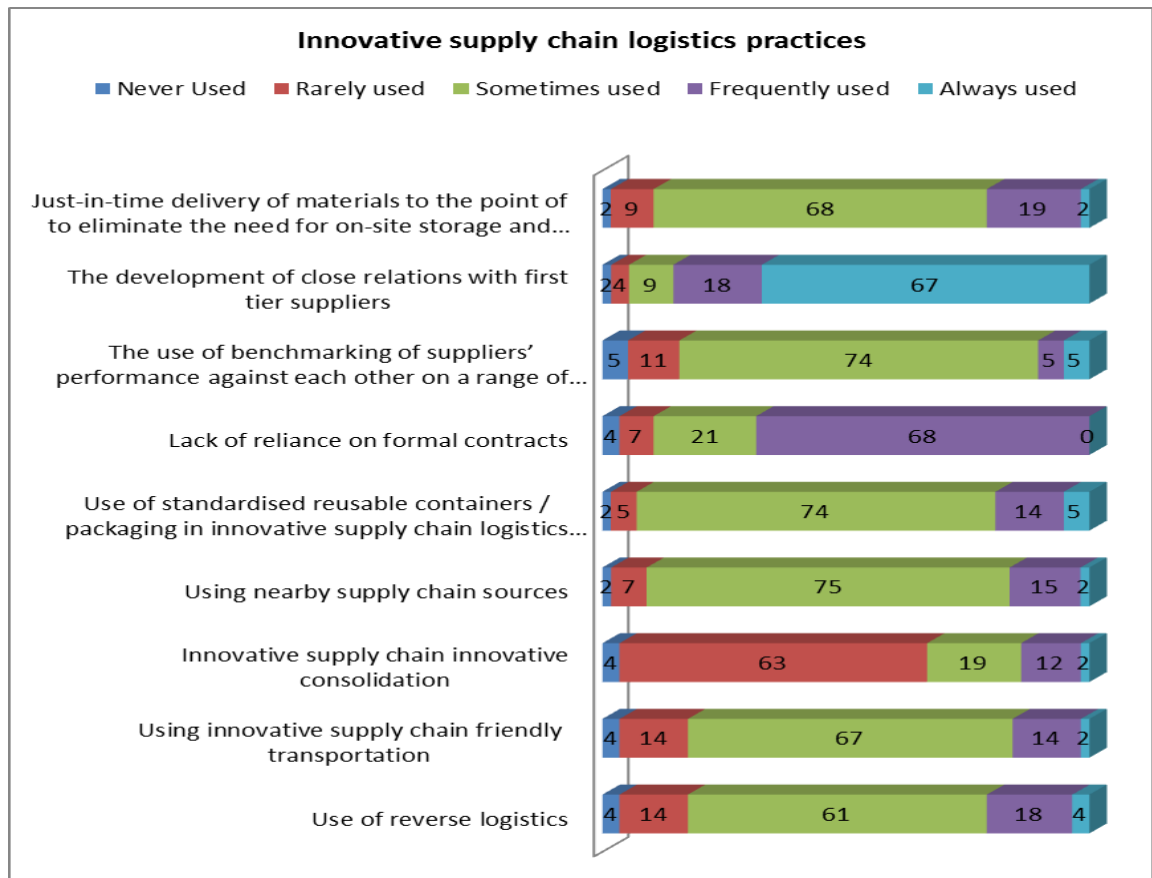 Innovative supply chain logistics practices
Never Used Rarely used Sometimes used Frequently used Always used
Just-in-time delivery of materials to the point of
to eliminate the need for on-site storage and...
2 9 68 19 2
The development of close relations with first
tier suppliers
2 4 9 18 67
The use of benchmarking of suppliers’
performance against each other on a range of...
5 11 74 5 5
Lack of reliance on formal contracts
4 7 21 68 0
Use of standardised reusable containers /
packaging in innovative supply chain logistics...
2 5 74 14 5
Using nearby supply chain sources
2 7 75 15 2
Innovative supply chain innovative
consolidation
4 63 19 12 2
Using innovative supply chain friendly
transportation
4 14 67 14 2
Use of reverse logistics
4 14 61 18 4